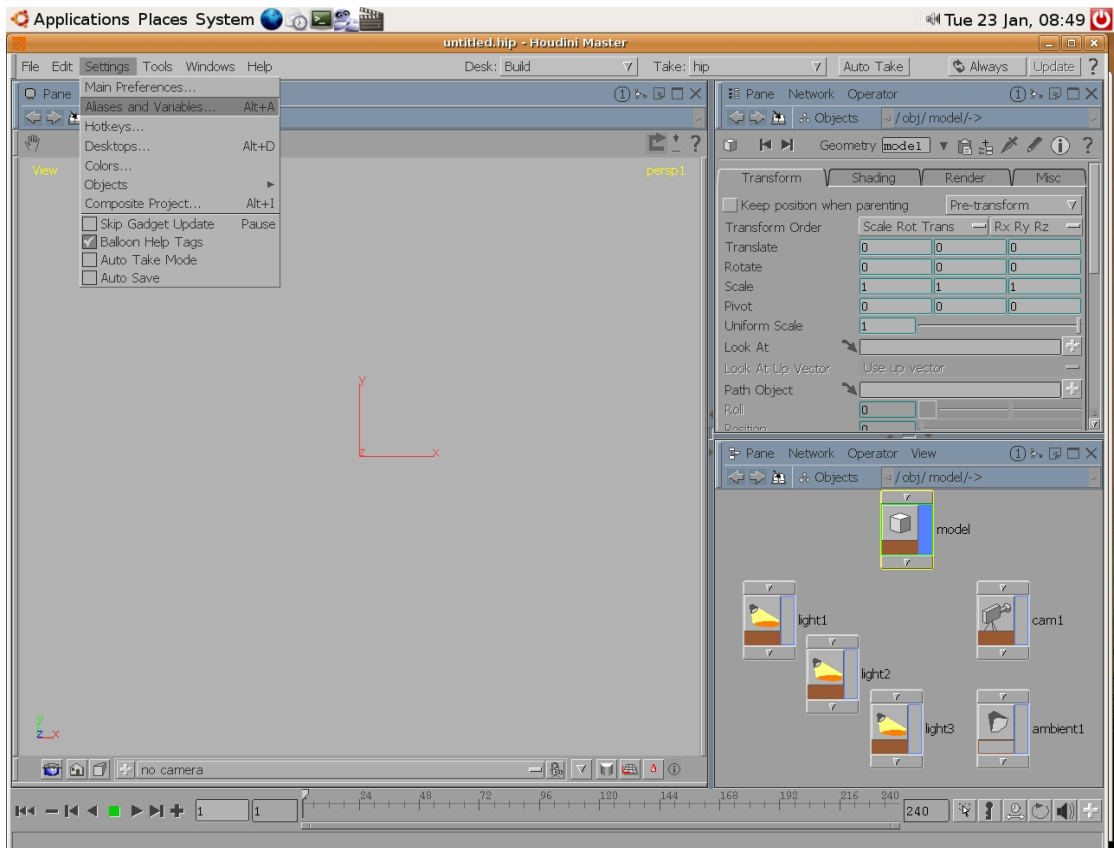 Applications Places System Tue 23 Jan, 08:49
untitled.hip - Houdini Master
File Edit Settings Tools Windows Help Desk: Build Take: hip Auto Take Always Update ?
Main Preferences...
Aliases and Variables... Alt+A
Hotkeys...
Desktops... Alt+D
Colors...
Objects
Composite Project... Alt+I
Skip Gadget Update Pause
Balloon Help Tags
Auto Take Mode
Auto Save
Pane
View persp1
no camera
Pane Network Operator
Objects /obj/model/->
Geometry model
Transform Shading Render Misc
Keep position when parenting Pre-transform
Transform Order Scale Rot Trans Rx Ry Rz
Translate 0 0 0
Rotate 0 0 0
Scale 1 1 1
Pivot 0 0 0
Uniform Scale 1
Look At
Look At Up Vector Use up vector
Path Object
Roll 0
Position 0
Pane Network Operator View
Objects /obj/model/->
model
light1
cam1
light2
light3
ambient1
y
z x
y
z x
1 1 24 48 72 96 120 144 168 192 216 240 240